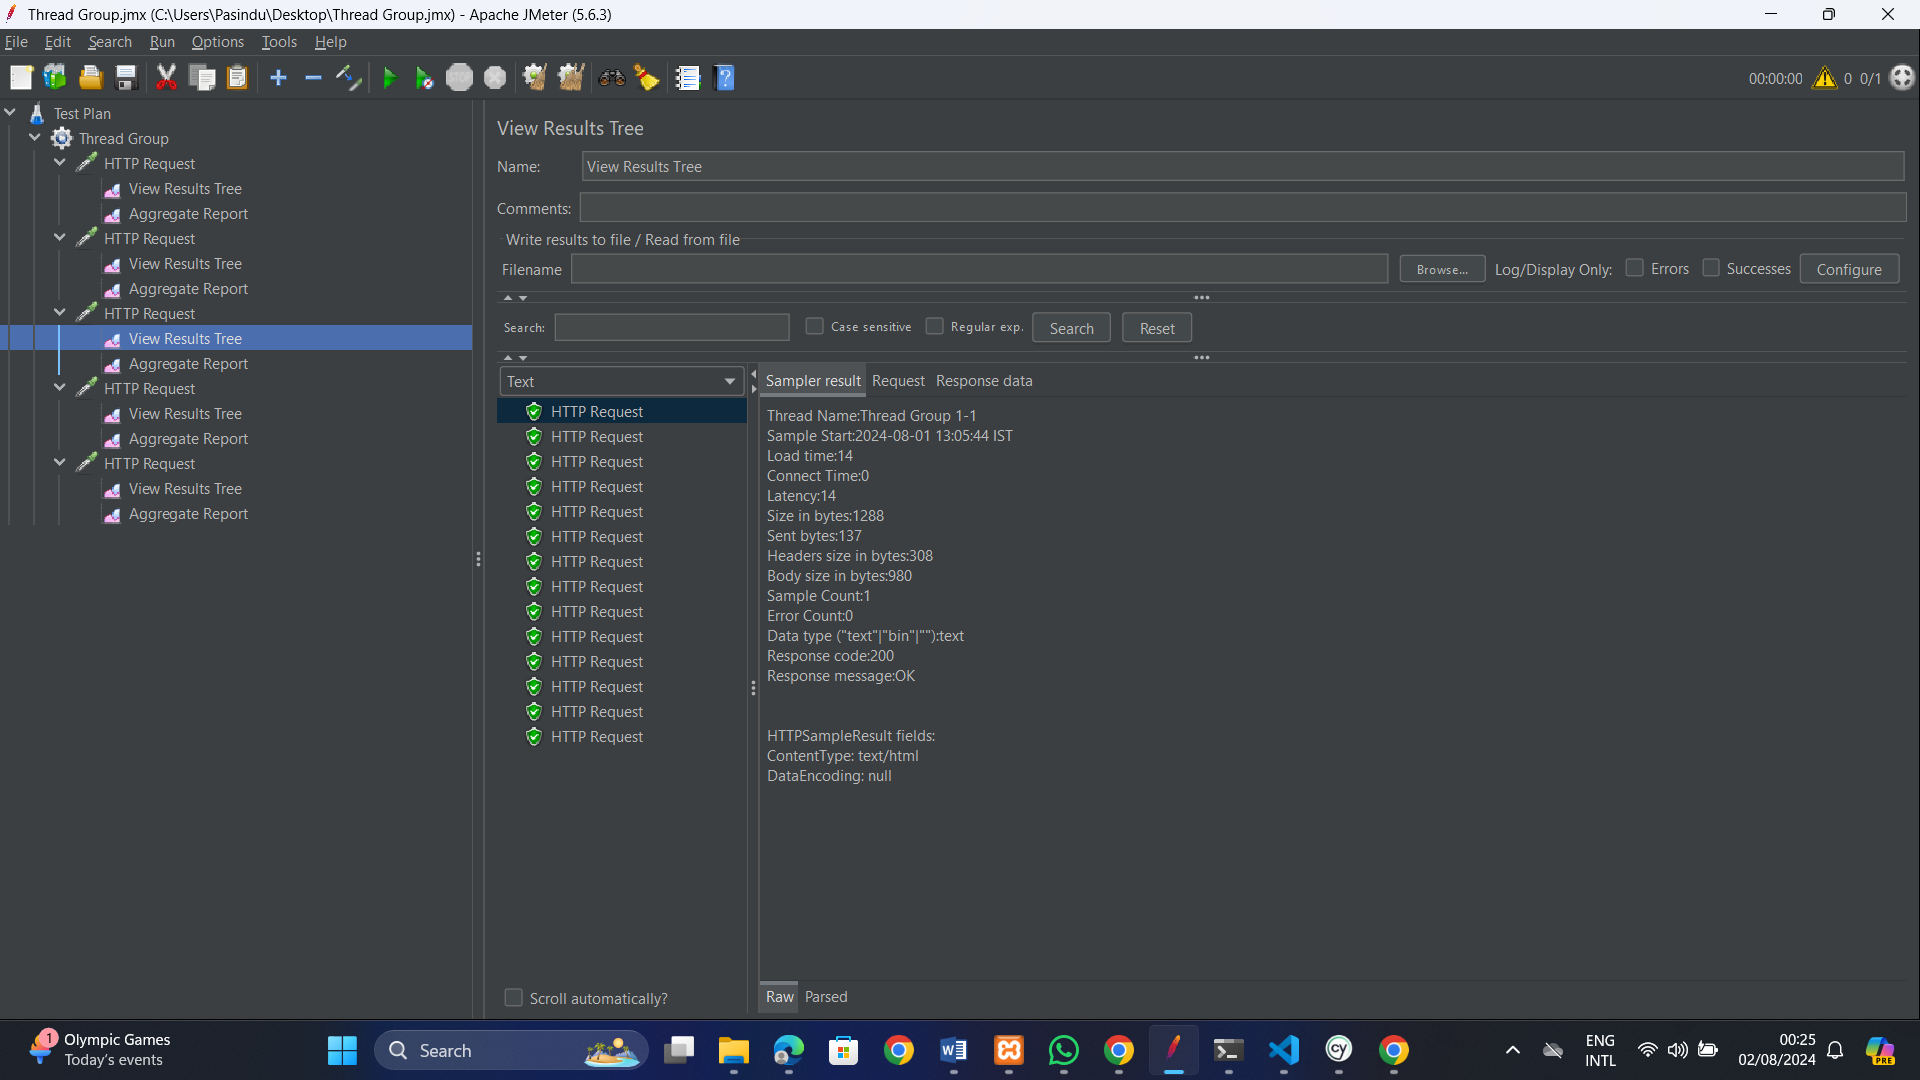 Thread Group.jmx (C:\Users\Pasindu\Desktop\Thread Group.jmx) - Apache JMeter (5.6.3)
File Edit Search Run Options Tools Help
STOP
?
00:00:00 0 0/1
Test Plan
Thread Group
HTTP Request
View Results Tree
Aggregate Report
HTTP Request
View Results Tree
Aggregate Report
HTTP Request
View Results Tree
Aggregate Report
HTTP Request
View Results Tree
Aggregate Report
HTTP Request
View Results Tree
Aggregate Report
View Results Tree
Name: View Results Tree
Comments:
Write results to file / Read from file
Filename Browse... Log/Display Only: Errors Successes Configure
Search: Case sensitive Regular exp. Search Reset
Text
HTTP Request
HTTP Request
HTTP Request
HTTP Request
HTTP Request
HTTP Request
HTTP Request
HTTP Request
HTTP Request
HTTP Request
HTTP Request
HTTP Request
HTTP Request
HTTP Request
Scroll automatically?
Sampler result Request Response data
Thread Name:Thread Group 1-1
Sample Start:2024-08-01 13:05:44 IST
Load time:14
Connect Time:0
Latency:14
Size in bytes:1288
Sent bytes:137
Headers size in bytes:308
Body size in bytes:980
Sample Count:1
Error Count:0
Data type ("text"|"bin"|""):text
Response code:200
Response message:OK
HTTPSampleResult fields:
ContentType: text/html
DataEncoding: null
Raw Parsed
1
Olympic Games
Today's events
Search
W
CY
ENG
INTL
00:25
02/08/2024
PRE